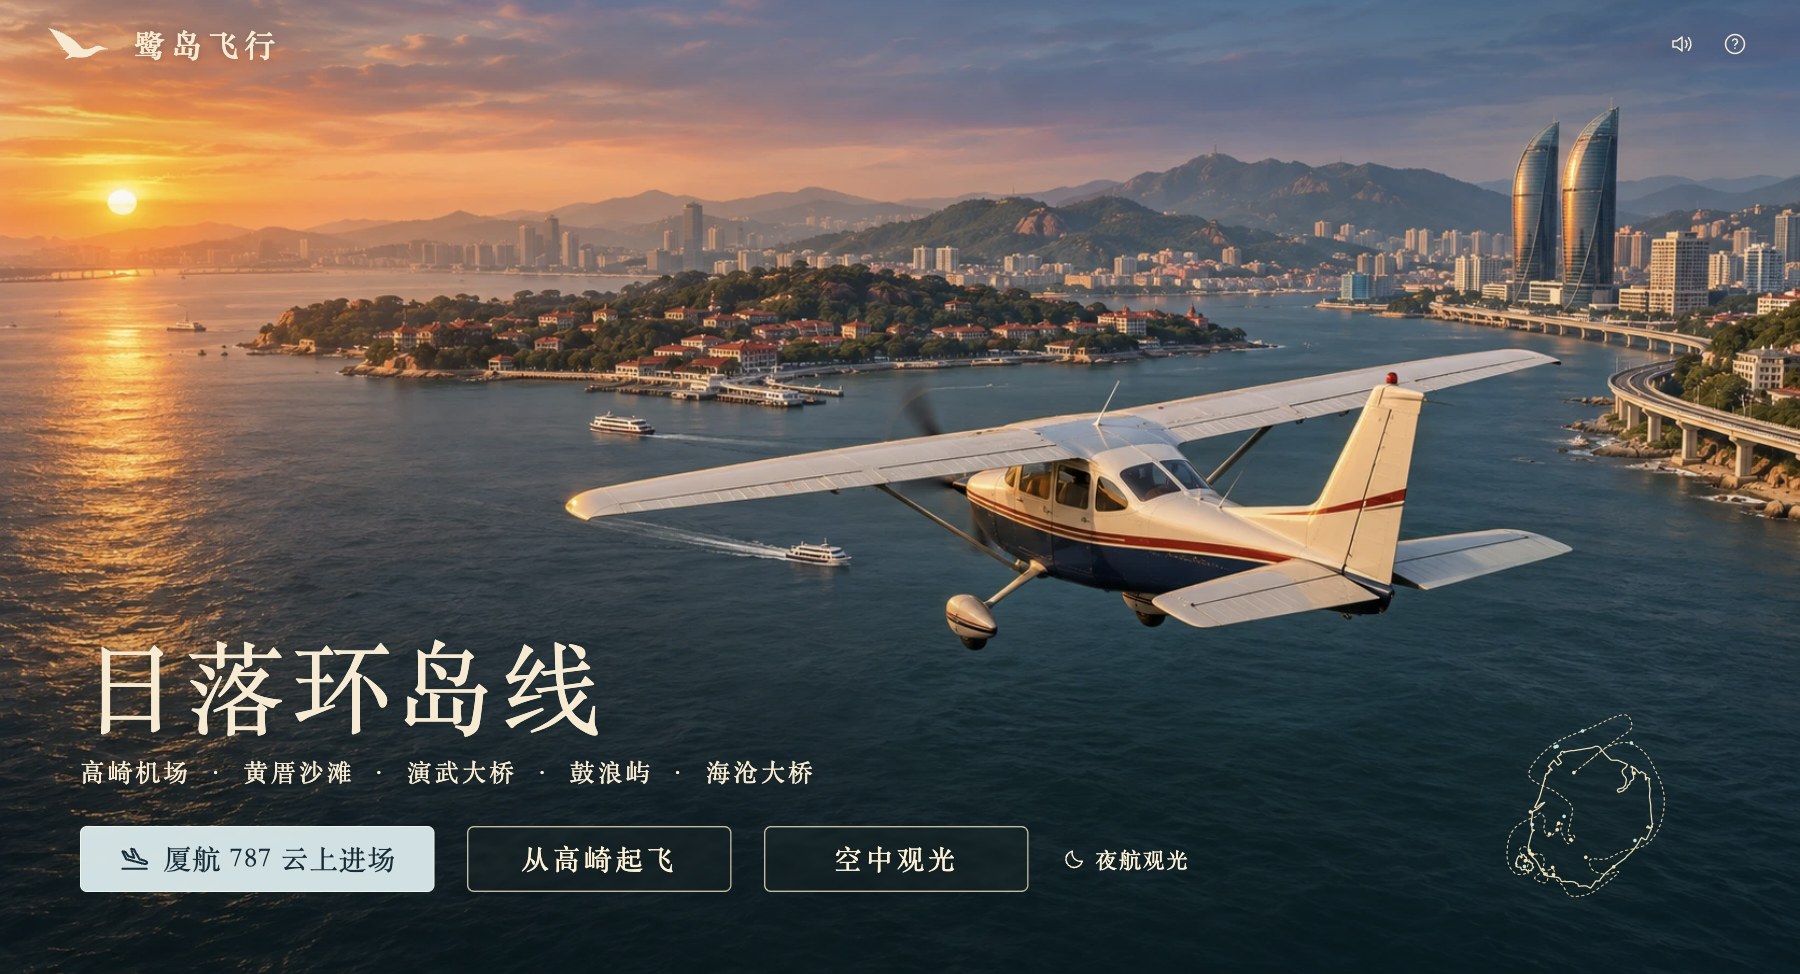 鹭岛飞行
日落环岛线
高崎机场 · 黄厝沙滩 · 演武大桥 · 鼓浪屿 · 海沧大桥
厦航 787 云上进场
从高崎起飞
空中观光
夜航观光